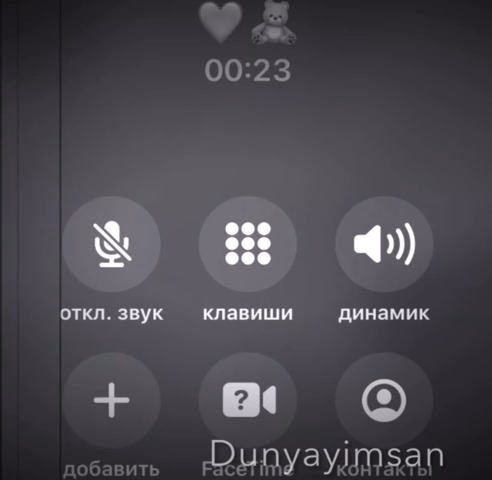 00:23
откл. звук
клавиши
динамик
добавить
FaceTime
контакты
Dunyayimsan